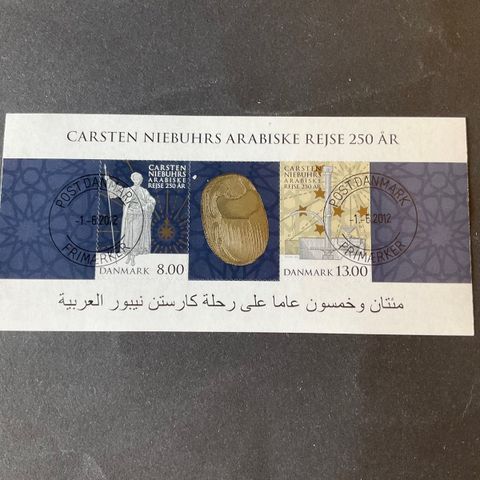 CARSTEN NIEBUHRS ARABISKE REJSE 250 ÅR
CARSTEN
NIEBUHRS
ARABISKE
REJSE 250 ÅR
POST DANMARK
-1.-6.2012
FRIMÆRKER
DANMARK 8.00
CARSTEN
NIEBUHRS
ARABISKE
REJSE 250 ÅR
POST DANMARK
-1.-6.2012
FRIMÆRKER
DANMARK 13.00
مئتان وخمسون عاما على رحلة كارستن نيبور العربية